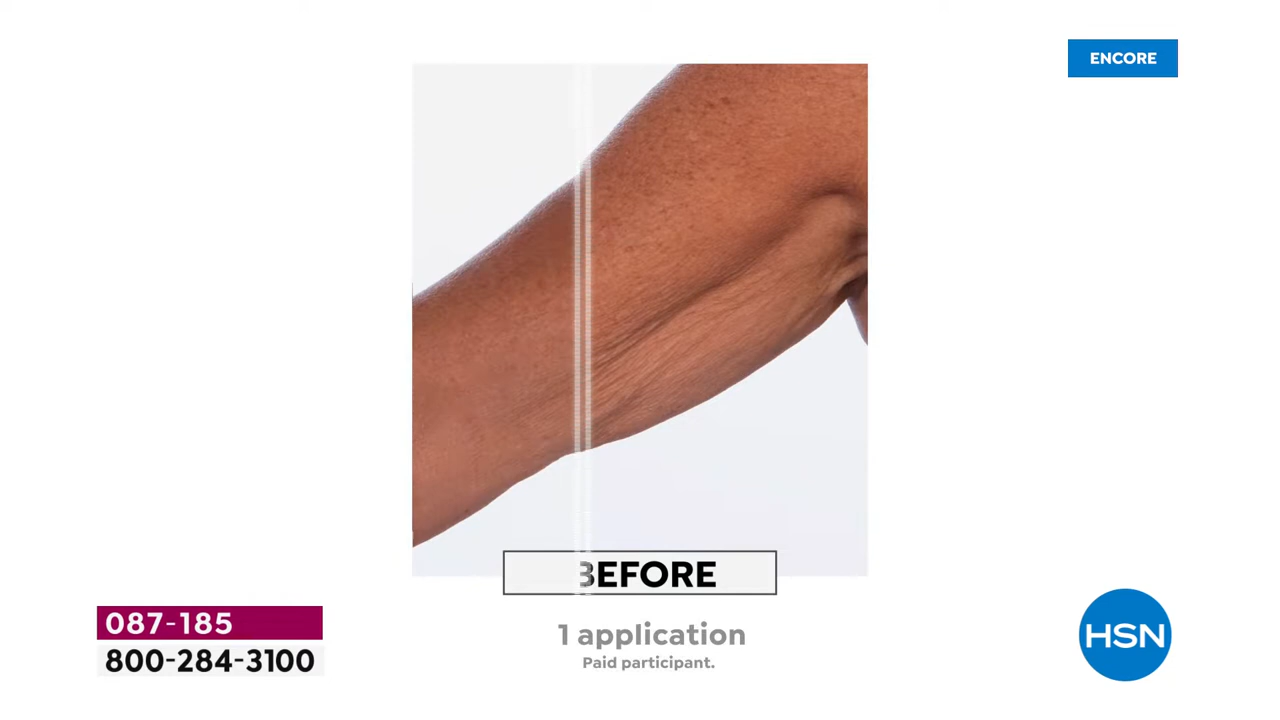 ENCORE
BEFORE
1 application
Paid participant.
087-185
800-284-3100
HSN